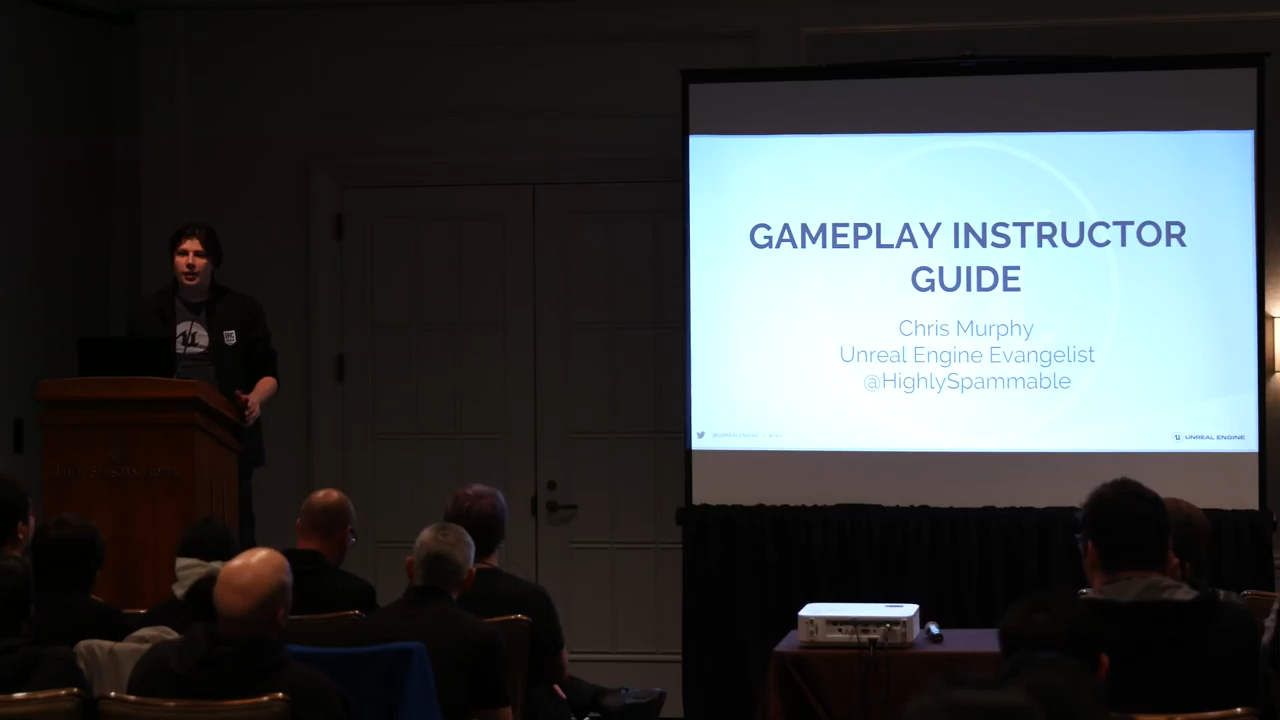 GAMEPLAY INSTRUCTOR
GUIDE
Chris Murphy
Unreal Engine Evangelist
@HighlySpammable
UNREAL ENGINE